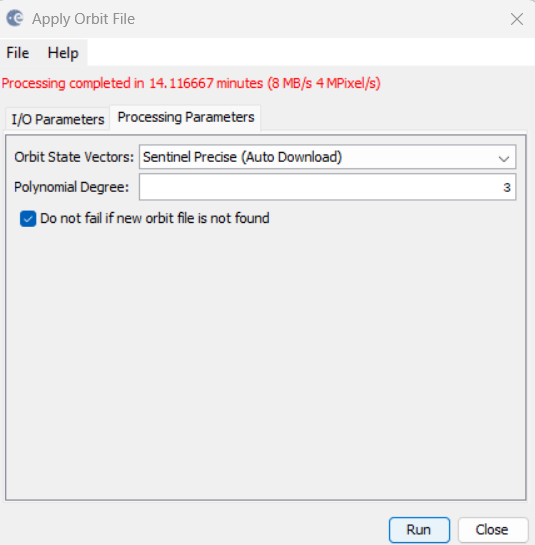 Apply Orbit File
File Help
Processing completed in 14.116667 minutes (8 MB/s 4 MPixel/s)
I/O Parameters Processing Parameters
Orbit State Vectors: Sentinel Precise (Auto Download)
Polynomial Degree: 3
Do not fail if new orbit file is not found
Run Close